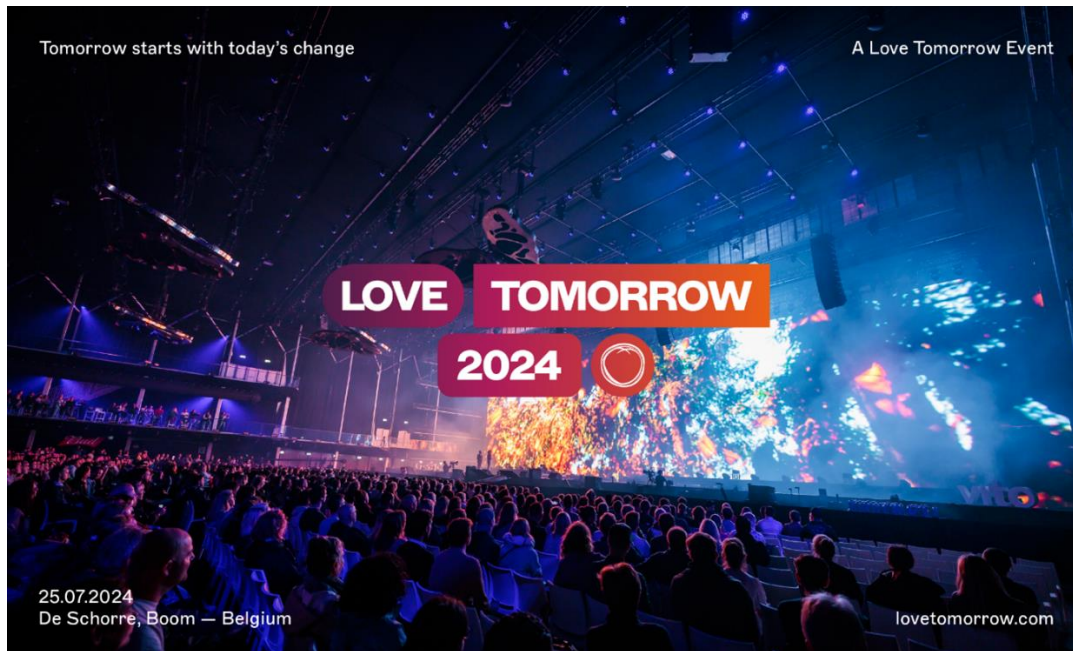 Tomorrow starts with today's change
A Love Tomorrow Event
LOVE TOMORROW
2024
vito
25.07.2024
De Schorre, Boom — Belgium
lovetomorrow.com